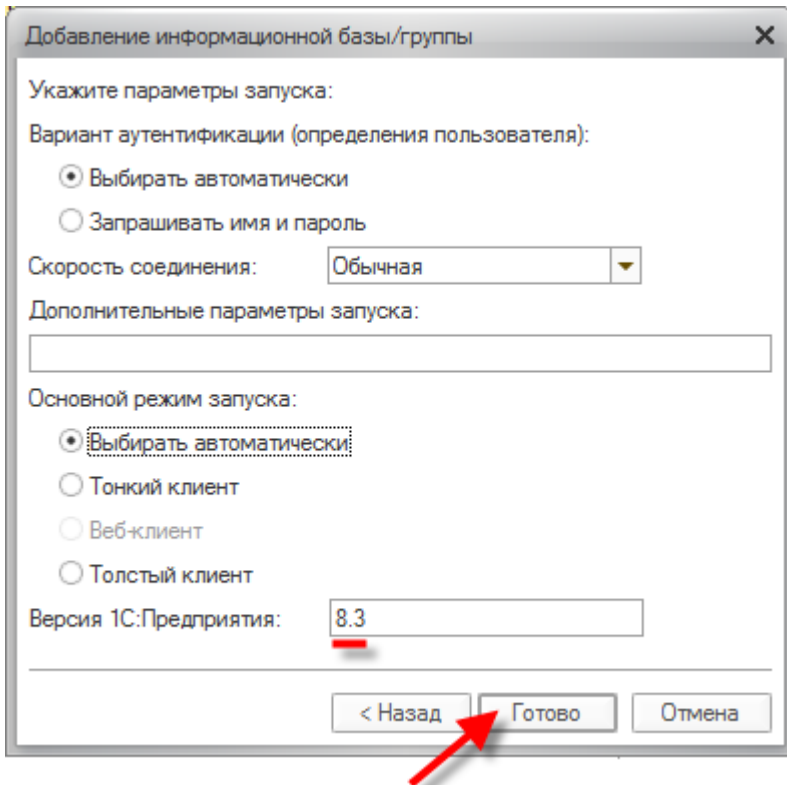 Добавление информационной базы/группы
Укажите параметры запуска:
Вариант аутентификации (определения пользователя):
Выбирать автоматически
Запрашивать имя и пароль
Скорость соединения: Обычная
Дополнительные параметры запуска:
Основной режим запуска:
Выбирать автоматически
Тонкий клиент
Веб-клиент
Толстый клиент
Версия 1С:Предприятия: 8.3
< Назад Готово Отмена